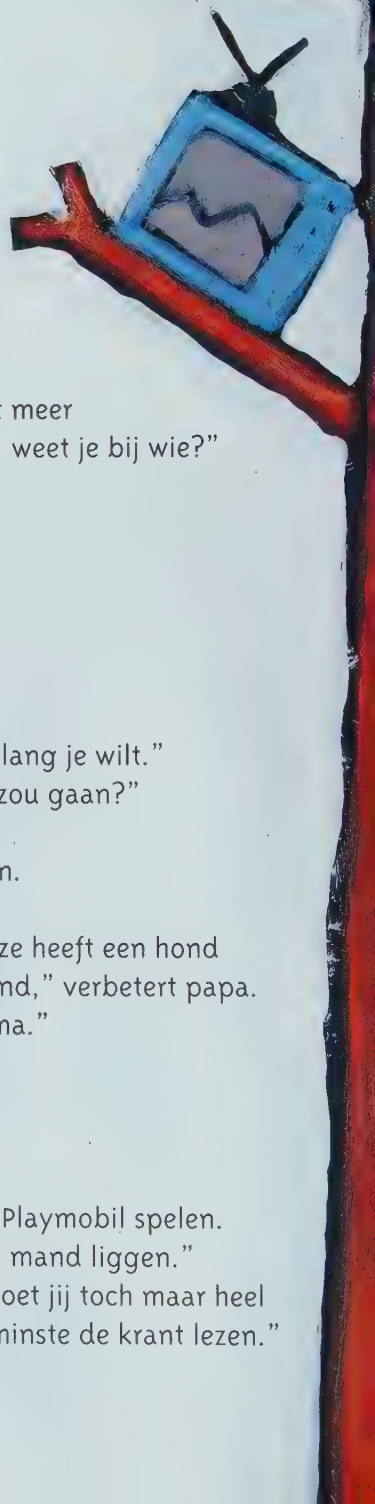 meer
weet je bij wie?”
lang je wilt.”
zou gaan?”
n.
ze heeft een hond
nd,” verbetert papa.
na.”
Playmobil spelen.
mand liggen.”
oet jij toch maar heel
minste de krant lezen.”